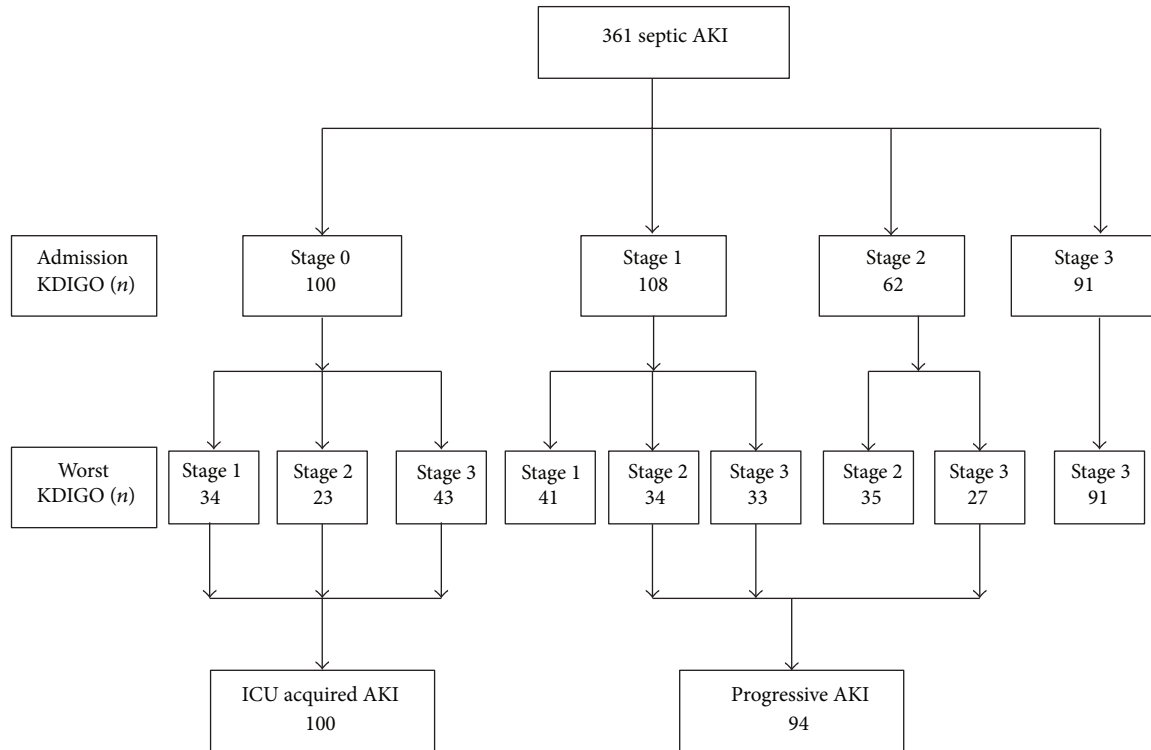 361 septic AKI
Admission
KDIGO (n)
Stage 0
100
Stage 1
108
Stage 2
62
Stage 3
91
Worst
KDIGO (n)
Stage 1
34
Stage 2
23
Stage 3
43
Stage 1
41
Stage 2
34
Stage 3
33
Stage 2
35
Stage 3
27
Stage 3
91
ICU acquired AKI
100
Progressive AKI
94